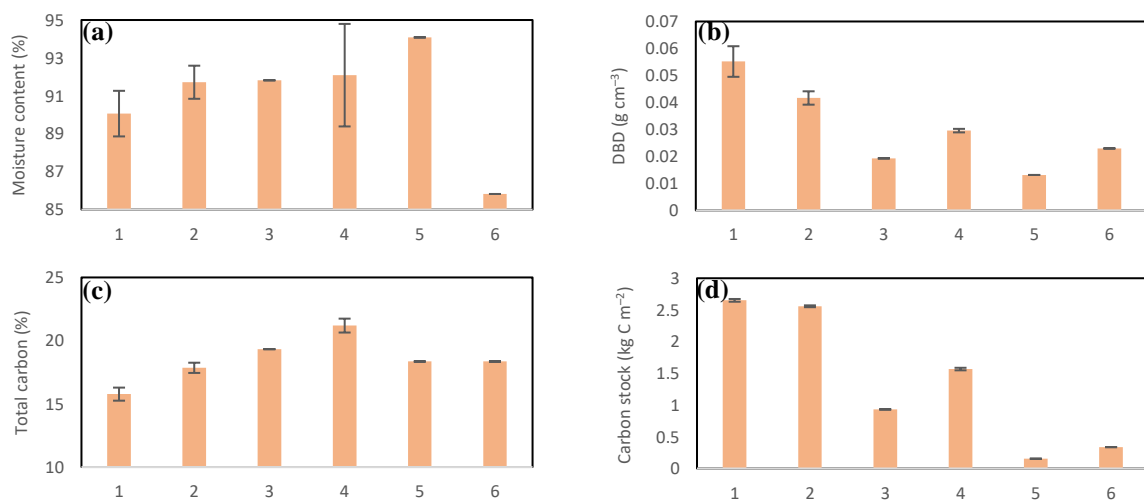 (a)
Moisture content (%)
95
93
91
89
87
85
1 2 3 4 5 6
(b)
DBD (g cm⁻³)
0.07
0.06
0.05
0.04
0.03
0.02
0.01
0
1 2 3 4 5 6
(c)
Total carbon (%)
25
20
15
10
1 2 3 4 5 6
(d)
Carbon stock (kg C m⁻²)
3
2.5
2
1.5
1
0.5
0
1 2 3 4 5 6